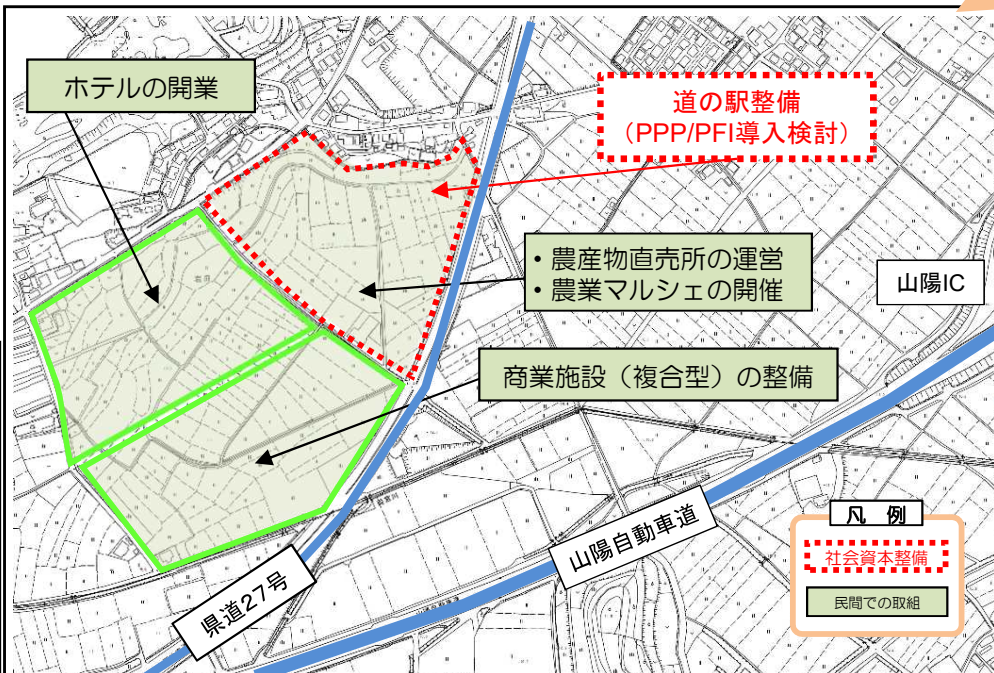 ホテルの開業
道の駅整備
（PPP/PFI導入検討）
・農産物直売所の運営
・農業マルシェの開催
山陽IC
商業施設（複合型）の整備
山陽自動車道
県道27号
凡 例
社会資本整備
民間での取組